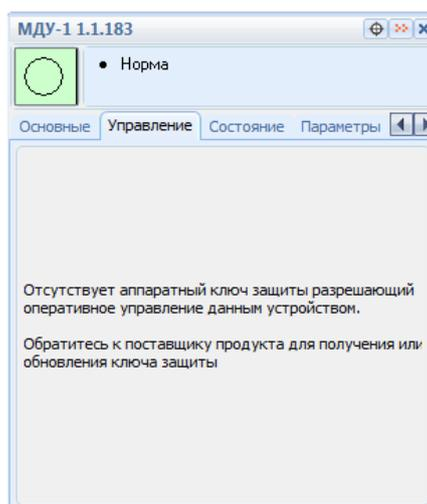 МДУ-1 1.1.183
• Норма
Основные Управление Состояние Параметры
Отсутствует аппаратный ключ защиты разрешающий
оперативное управление данным устройством.
Обратитесь к поставщику продукта для получения или
обновления ключа защиты